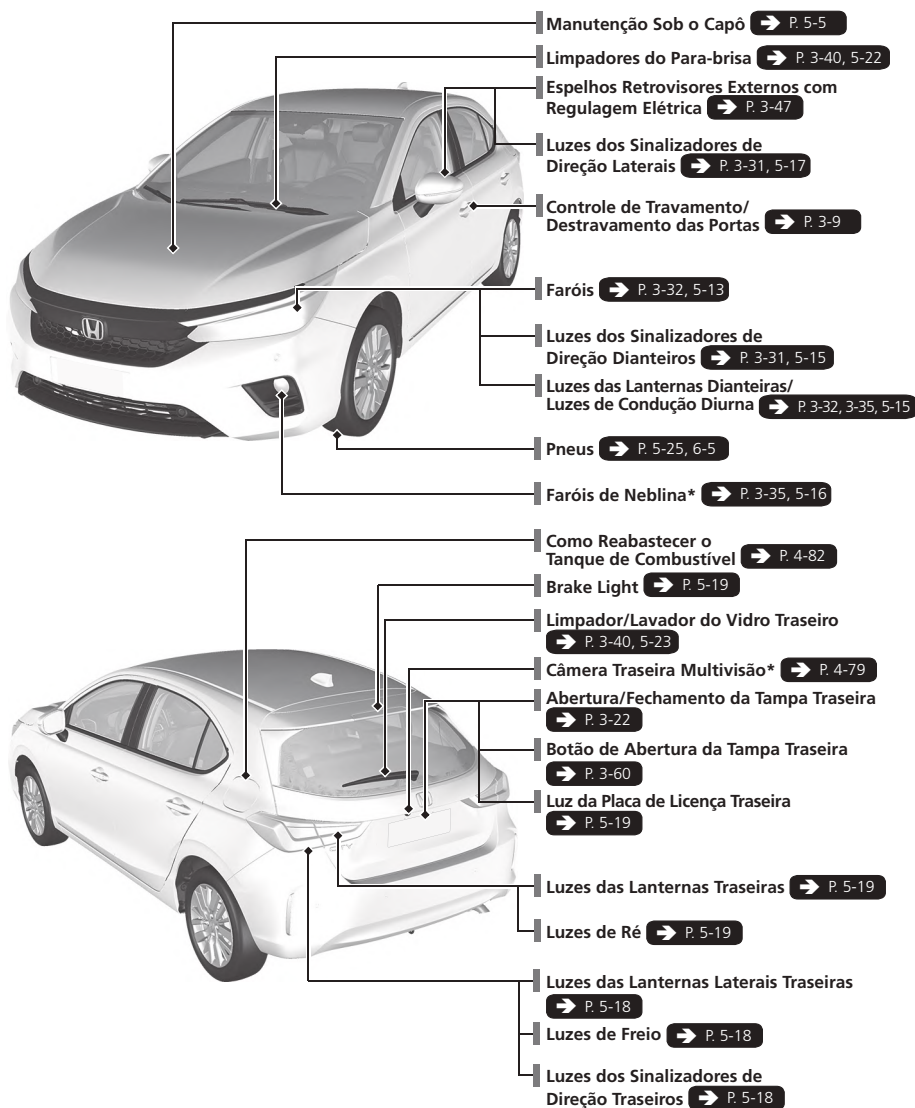 Manutenção Sob o Capô ➔ P. 5-5
Limpadores do Para-brisa ➔ P. 3-40, 5-22
Espelhos Retrovisores Externos com
Regulagem Elétrica ➔ P. 3-47
Luzes dos Sinalizadores de
Direção Laterais ➔ P. 3-31, 5-17
Controle de Travamento/
Destravamento das Portas ➔ P. 3-9
Faróis ➔ P. 3-32, 5-13
Luzes dos Sinalizadores de
Direção Dianteiros ➔ P. 3-31, 5-15
Luzes das Lanternas Dianteiras/
Luzes de Condução Diurna ➔ P. 3-32, 3-35, 5-15
Pneus ➔ P. 5-25, 6-5
Faróis de Neblina* ➔ P. 3-35, 5-16
Como Reabastecer o
Tanque de Combustível ➔ P. 4-82
Brake Light ➔ P. 5-19
Limpador/Lavador do Vidro Traseiro
➔ P. 3-40, 5-23
Câmera Traseira Multivisão* ➔ P. 4-79
Abertura/Fechamento da Tampa Traseira
➔ P. 3-22
Botão de Abertura da Tampa Traseira
➔ P. 3-60
Luz da Placa de Licença Traseira
➔ P. 5-19
CITY
Luzes das Lanternas Traseiras ➔ P. 5-19
Luzes de Ré ➔ P. 5-19
Luzes das Lanternas Laterais Traseiras
➔ P. 5-18
Luzes de Freio ➔ P. 5-18
Luzes dos Sinalizadores de
Direção Traseiros ➔ P. 5-18